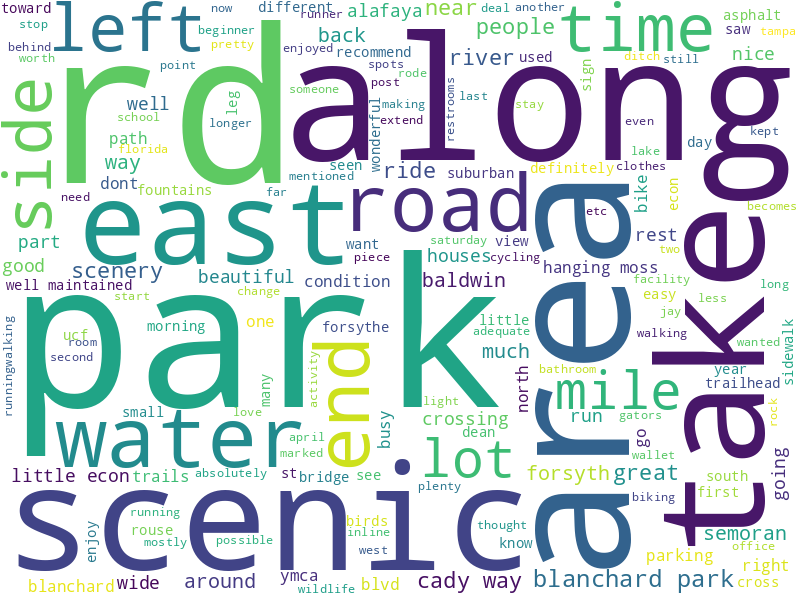 now
another
toward
left
beginner
different
alafaya
near
time
stop
runner
deal
asphalt
behind
pretty
enjoyed
back
people
saw
tampa
worth
recommend
ditch
still
point
rd
along
river
used
nice
spots
someone
rode
post
sign
egg
side
well
leg
making
restrooms
last
stay
school
longer
wonderful
extend
even
kept
path
day
florida
seen
lake
way
mentioned
ride
suburban
definitely
clothes
dont
fountains
bike
econ
need
east
far
road
etc
becomes
part
want
saturday
view
area
rest
two
good
scenery
piece
houses
cycling
hanging moss
take
facility
long
well maintained
beautiful
condition
baldwin
easy
less
start
change
park
one
little
jay
ucf
morning
forsythe
adequate
walking
wanted
room
second
much
runningwalking
end
activity
north
bathroom
mile
year
sidewalk
trailhead
many
light
small
love
busy
crossing
run
gators
rock
water
april
dean
go
wallet
marked
lot
little econ
trails
absolutely
st
bridge
see
forsyth
great
south
going
plenty
first
biking
scenic
running
birds
thought
enjoy
rouse
possible
inline
know
semoran
mostly
west
office
parking
right
blanchard
wide
around
ymca
wildlife
blvd
cady way
blanchard park
cross